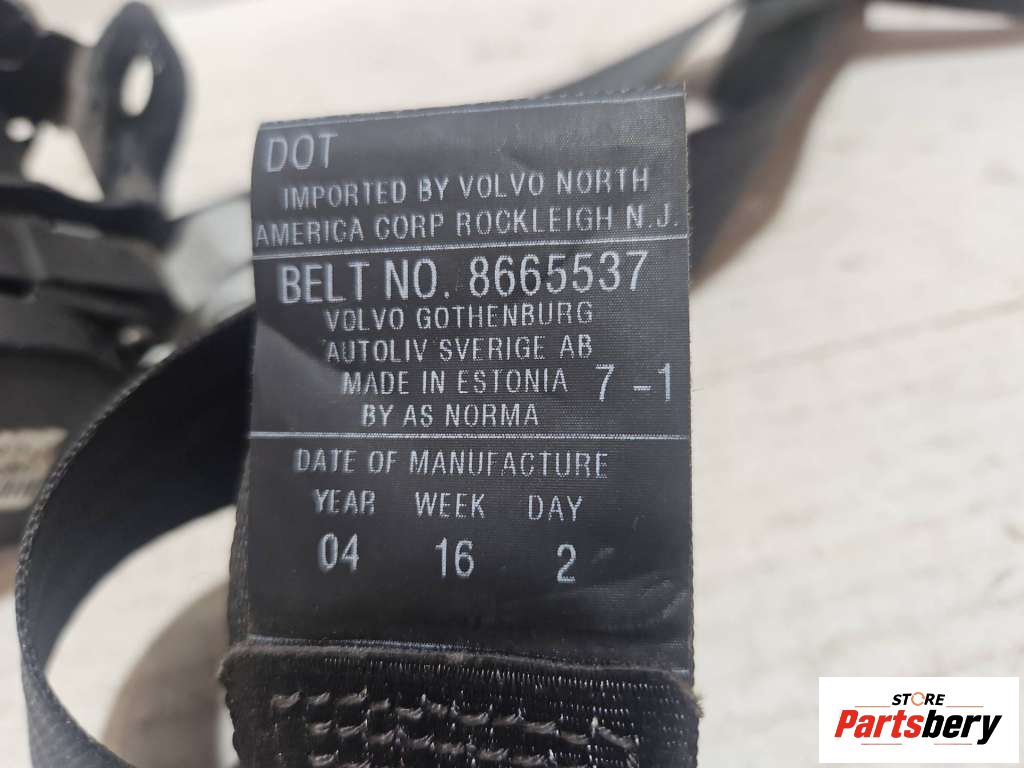 DOT
IMPORTED BY VOLVO NORTH
AMERICA CORP ROCKLEIGH N.J.
BELT NO. 8665537
VOLVO GOTHENBURG
AUTOLIV SVERIGE AB
MADE IN ESTONIA 7-1
BY AS NORMA
DATE OF MANUFACTURE
YEAR WEEK DAY
04 16 2
STORE
Partsbery